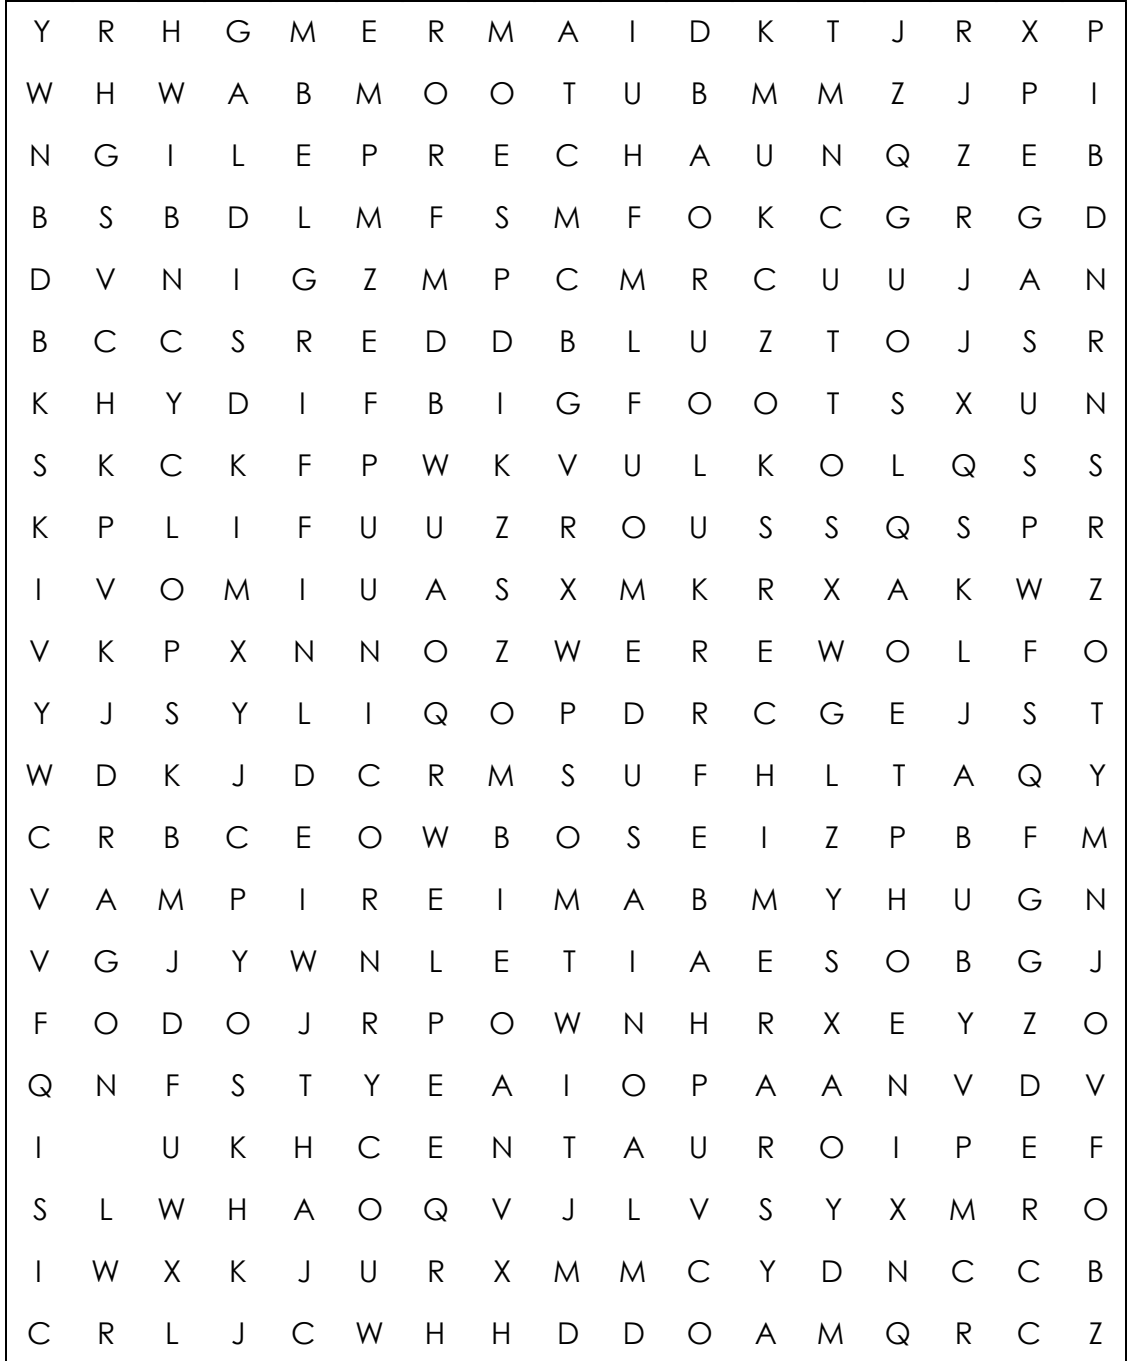 Y R H G M E R M A I D K T J R X P
W H W A B M O O T U B M M Z J P I
N G I L E P R E C H A U N Q Z E B
B S B D L M F S M F O K C G R G D
D V N I G Z M P C M R C U U J A N
B C C S R E D D B L U Z T O J S R
K H Y D I F B I G F O O T S X U N
S K C K F P W K V U L K O L Q S S
K P L I F U U Z R O U S S Q S P R
I V O M I U A S X M K R X A K W Z
V K P X N N O Z W E R E W O L F O
Y J S Y L I Q O P D R C G E J S T
W D K J D C R M S U F H L T A Q Y
C R B C E O W B O S E I Z P B F M
V A M P I R E I M A B M Y H U G N
V G J Y W N L E T I A E S O B G J
F O D O J R P O W N H R X E Y Z O
Q N F S T Y E A I O P A A N V D V
I U K H C E N T A U R O I P E F
S L W H A O Q V J L V S Y X M R O
I W X K J U R X M M C Y D N C C B
C R L J C W H H D D O A M Q R C Z